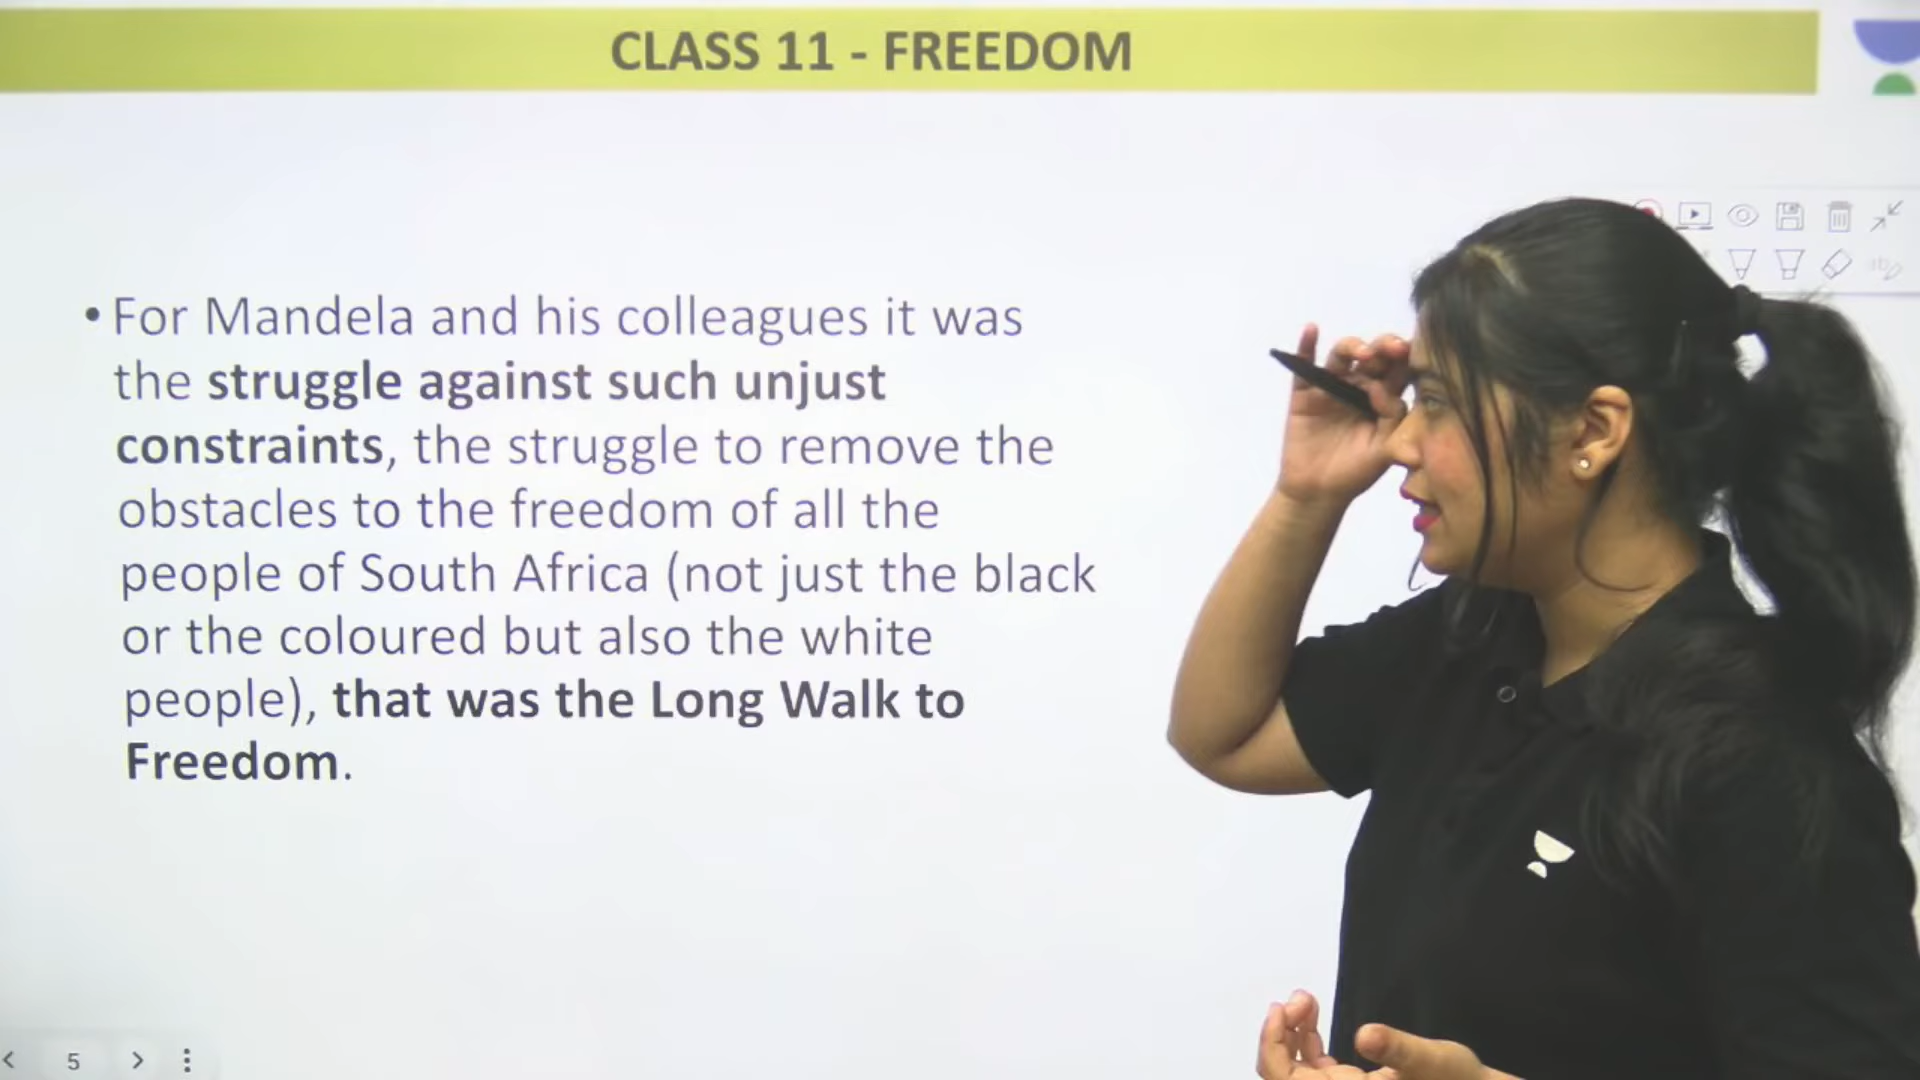 CLASS 11 - FREEDOM
• For Mandela and his colleagues it was
the struggle against such unjust
constraints, the struggle to remove the
obstacles to the freedom of all the
people of South Africa (not just the black
or the coloured but also the white
people), that was the Long Walk to
Freedom.
5